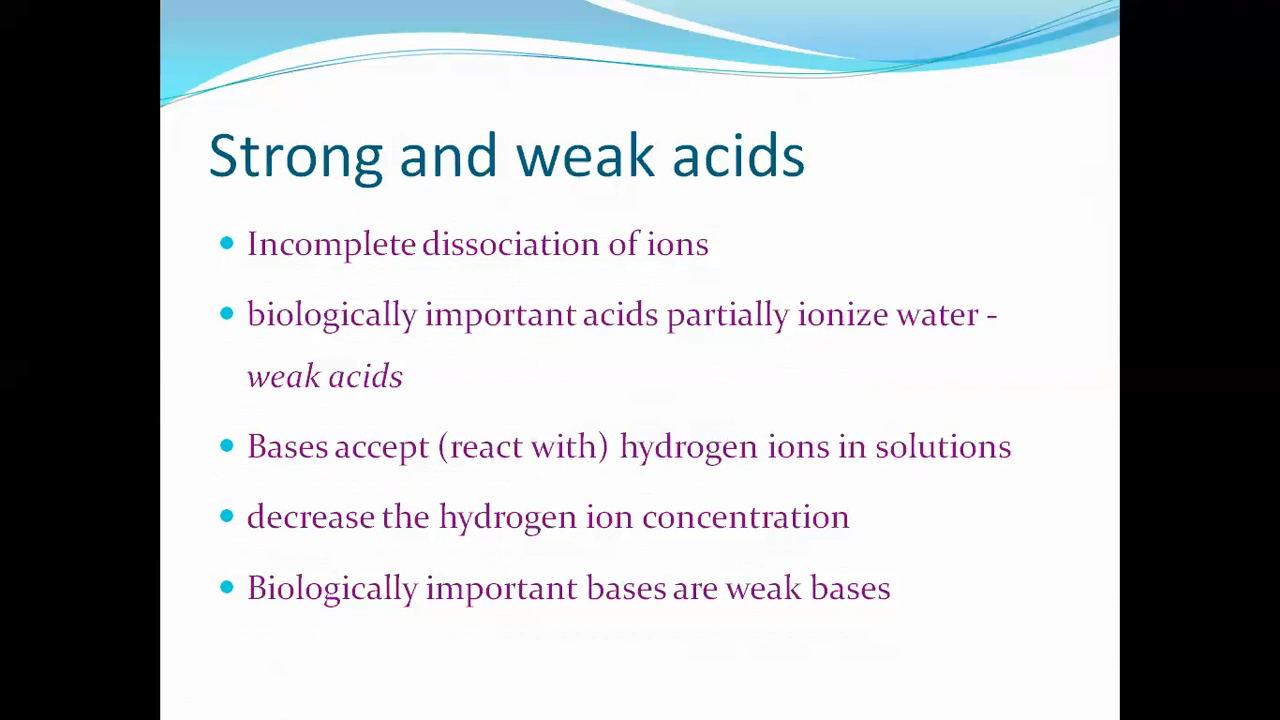 Strong and weak acids
Incomplete dissociation of ions
biologically important acids partially ionize water -
weak acids
Bases accept (react with) hydrogen ions in solutions
decrease the hydrogen ion concentration
Biologically important bases are weak bases